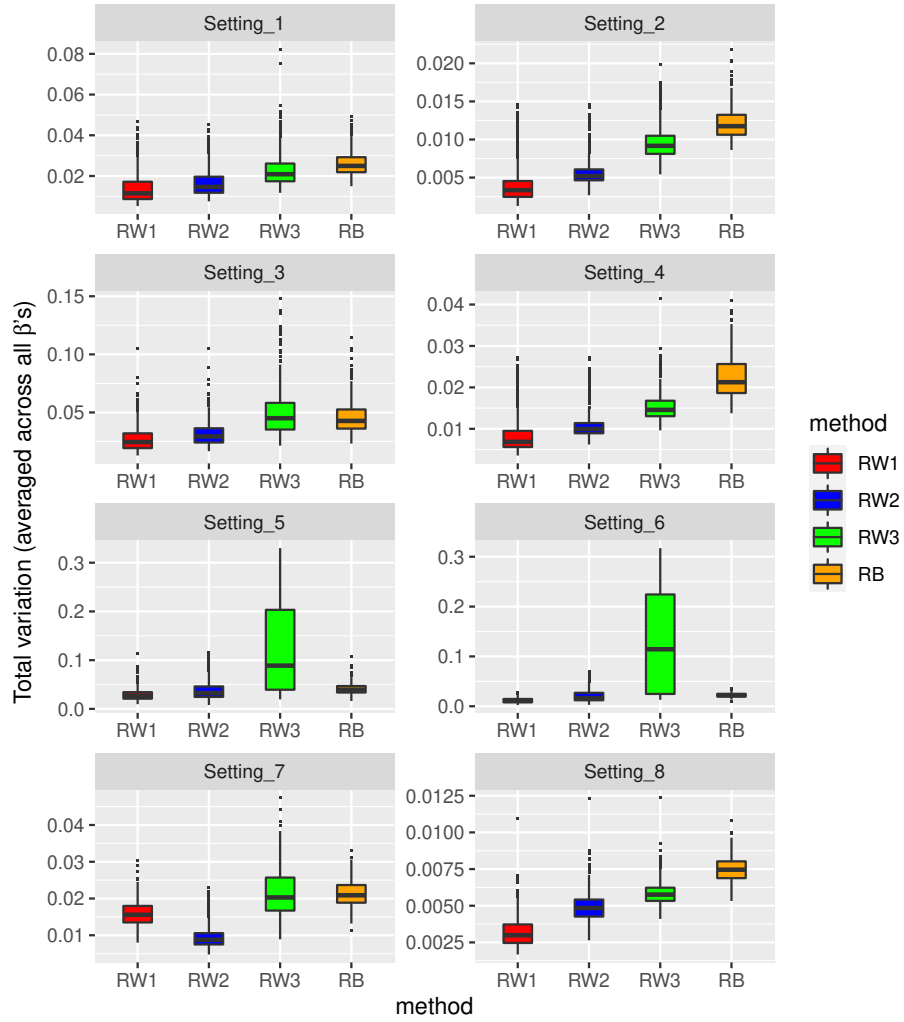 Setting_1
Setting_2
0.08
0.06
0.04
0.02
0.020
0.015
0.010
0.005
RW1 RW2 RW3 RB
RW1 RW2 RW3 RB
Setting_3
Setting_4
0.15
0.10
0.05
0.04
0.03
0.02
0.01
RW1 RW2 RW3 RB
RW1 RW2 RW3 RB
Setting_5
Setting_6
0.3
0.2
0.1
0.0
0.3
0.2
0.1
0.0
RW1 RW2 RW3 RB
RW1 RW2 RW3 RB
Setting_7
Setting_8
0.04
0.03
0.02
0.01
0.0125
0.0100
0.0075
0.0050
0.0025
RW1 RW2 RW3 RB
RW1 RW2 RW3 RB
Total variation (averaged across all β's)
method
method
RW1
RW2
RW3
RB